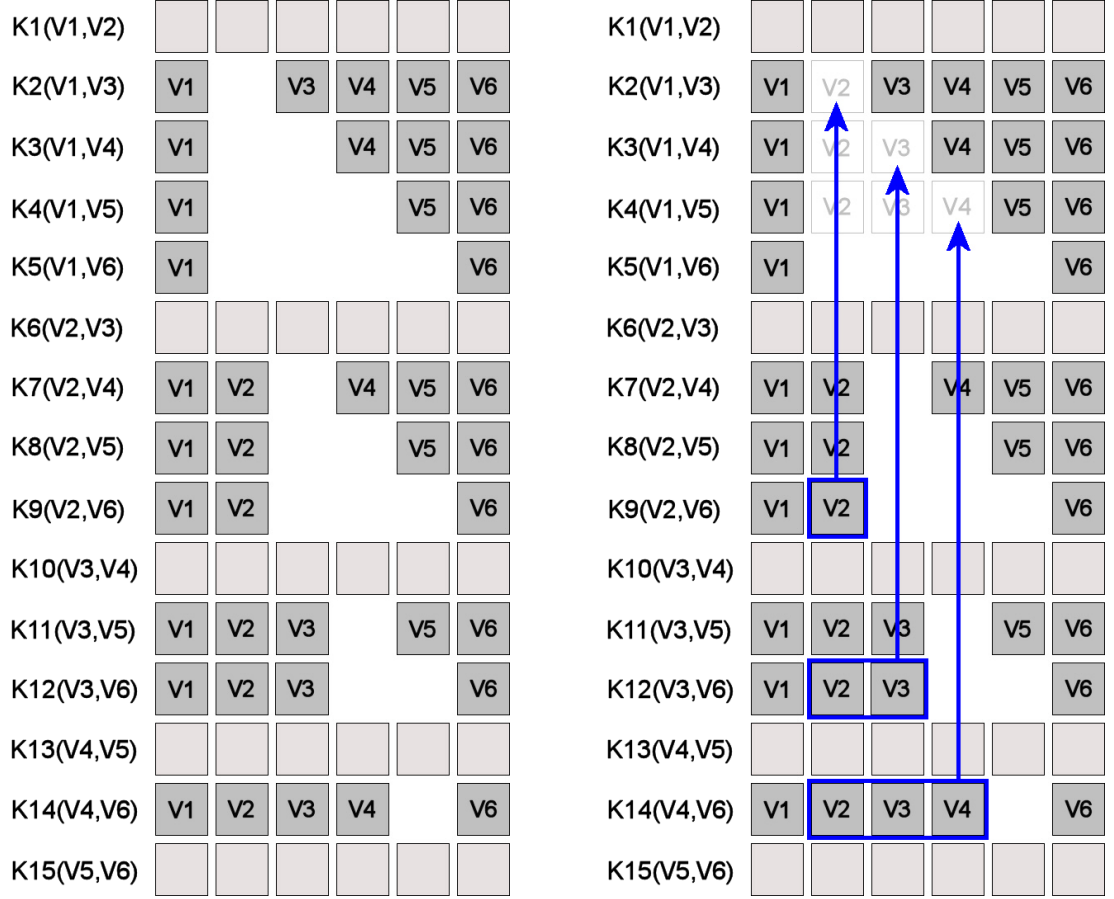 K1(V1,V2)
K2(V1,V3) V1 V3 V4 V5 V6
K3(V1,V4) V1 V4 V5 V6
K4(V1,V5) V1 V5 V6
K5(V1,V6) V1 V6
K6(V2,V3)
K7(V2,V4) V1 V2 V4 V5 V6
K8(V2,V5) V1 V2 V5 V6
K9(V2,V6) V1 V2 V6
K10(V3,V4)
K11(V3,V5) V1 V2 V3 V5 V6
K12(V3,V6) V1 V2 V3 V6
K13(V4,V5)
K14(V4,V6) V1 V2 V3 V4 V6
K15(V5,V6)
K1(V1,V2)
K2(V1,V3) V1 V2 V3 V4 V5 V6
K3(V1,V4) V1 V2 V3 V4 V5 V6
K4(V1,V5) V1 V2 V3 V4 V5 V6
K5(V1,V6) V1 V6
K6(V2,V3)
K7(V2,V4) V1 V2 V4 V5 V6
K8(V2,V5) V1 V2 V5 V6
K9(V2,V6) V1 V2 V6
K10(V3,V4)
K11(V3,V5) V1 V2 V3 V5 V6
K12(V3,V6) V1 V2 V3 V6
K13(V4,V5)
K14(V4,V6) V1 V2 V3 V4 V6
K15(V5,V6)